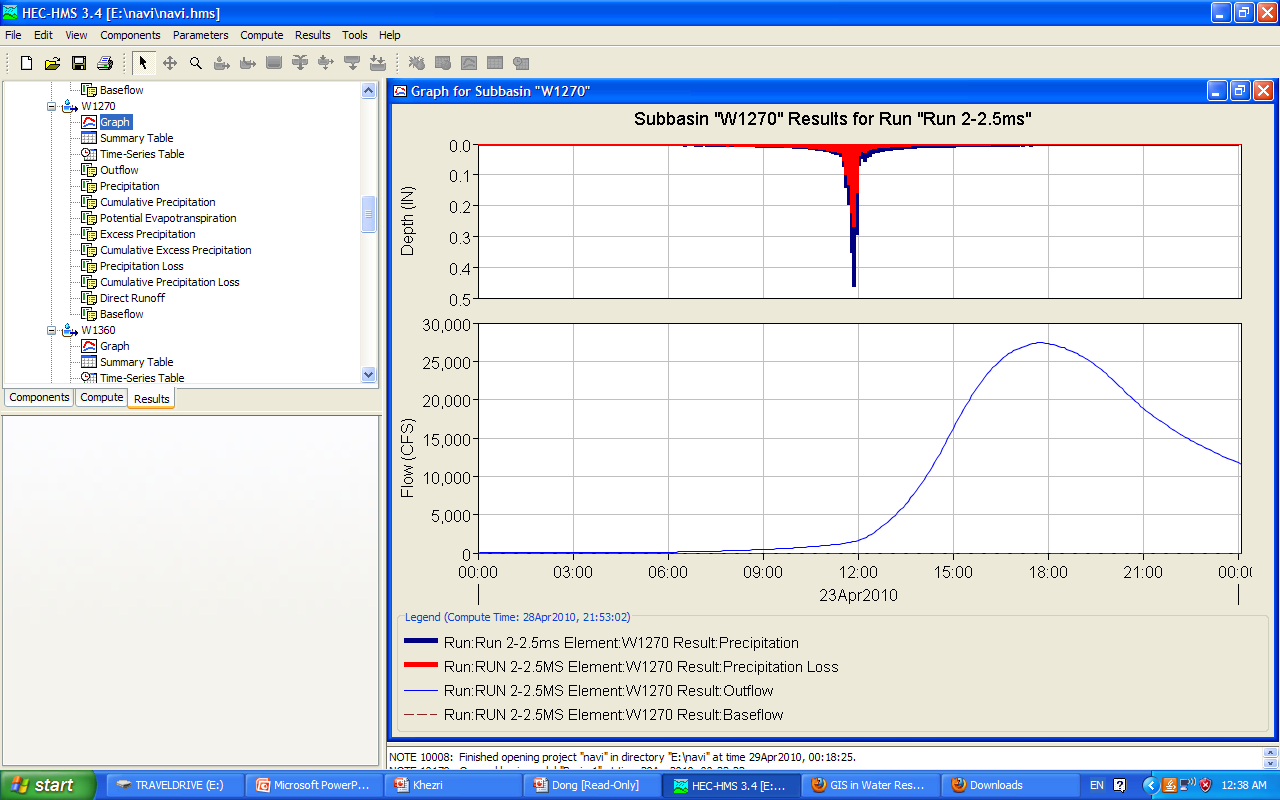 HEC-HMS 3.4 [E:\navi\navi.hms]
File Edit View Components Parameters Compute Results Tools Help
Baseflow
W1270
Graph
Summary Table
Time-Series Table
Outflow
Precipitation
Cumulative Precipitation
Potential Evapotranspiration
Excess Precipitation
Cumulative Excess Precipitation
Precipitation Loss
Cumulative Precipitation Loss
Direct Runoff
Baseflow
W1360
Graph
Summary Table
Time-Series Table
Components Compute Results
Graph for Subbasin "W1270"
Subbasin "W1270" Results for Run "Run 2-2.5ms"
0.0
0.1
0.2
0.3
0.4
0.5
Depth (IN)
30,000
25,000
20,000
15,000
10,000
5,000
0
Flow (CFS)
00:00 03:00 06:00 09:00 12:00 15:00 18:00 21:00 00:0
23Apr2010
Legend (Compute Time: 28Apr2010, 21:53:02)
Run:Run 2-2.5ms Element:W1270 Result:Precipitation
Run:RUN 2-2.5MS Element:W1270 Result:Precipitation Loss
Run:RUN 2-2.5MS Element:W1270 Result:Outflow
Run:RUN 2-2.5MS Element:W1270 Result:Baseflow
NOTE 10008: Finished opening project "navi" in directory "E:\navi" at time 29Apr2010, 00:18:25.
start TRAVELDRIVE (E:) Microsoft PowerP... Khezri Dong [Read-Only] HEC-HMS 3.4 [E:... GIS in Water Res... Downloads EN 12:38 AM